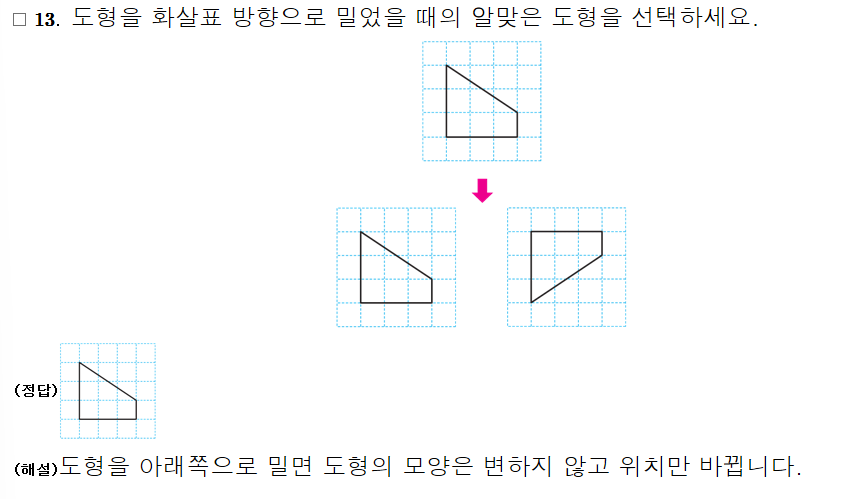 □ 13. 도형을 화살표 방향으로 밀었을 때의 알맞은 도형을 선택하세요.
(정답)
(해설)도형을 아래쪽으로 밀면 도형의 모양은 변하지 않고 위치만 바뀝니다.